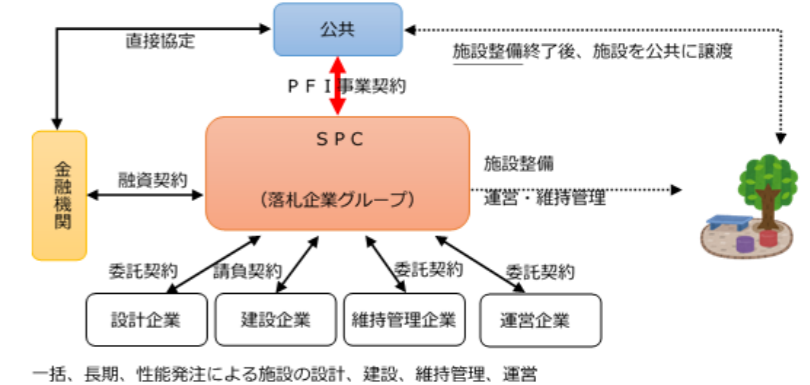 公共
直接協定
施設整備終了後、施設を公共に譲渡
ＰＦＩ事業契約
ＳＰＣ
（落札企業グループ）
金融機関
融資契約
施設整備
運営・維持管理
委託契約
請負契約
委託契約
委託契約
設計企業
建設企業
維持管理企業
運営企業
一括、長期、性能発注による施設の設計、建設、維持管理、運営